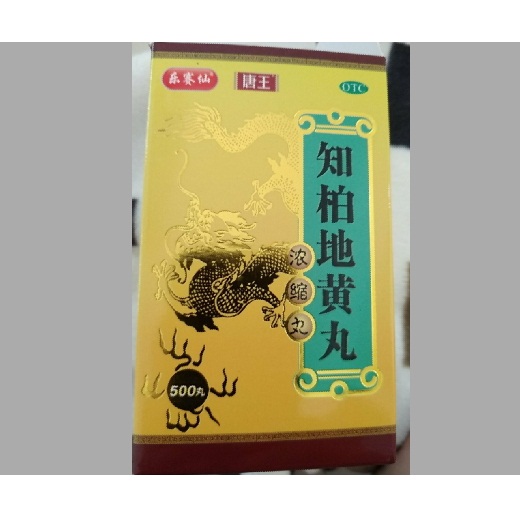 乐赛仙
唐王
OTC
知柏地黄丸
浓缩丸
500丸